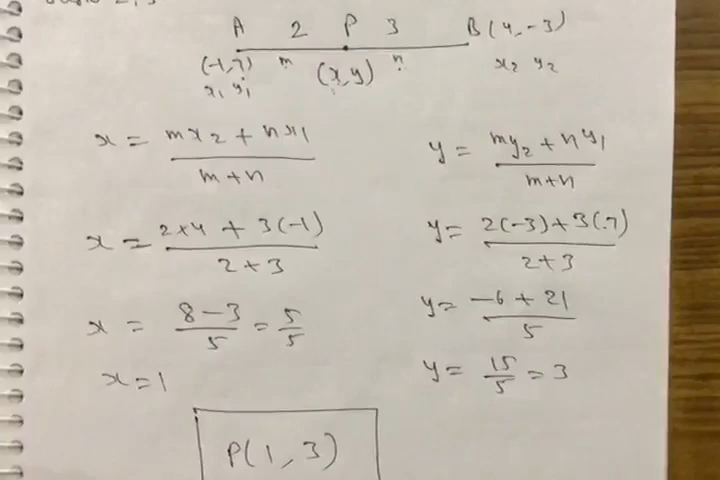 2, 3
A 2 P 3 B(4, -3)
(-1, 7) m (x, y) n x₂ y₂
x₁ y₁
x = mx₂ + nx₁ / m+n y = my₂ + ny₁ / m+n
x = 2×4 + 3(-1) / 2+3 y = 2(-3)+3(7) / 2+3
x = 8-3 / 5 = 5/5 y = -6+21 / 5
x = 1 y = 15/5 = 3
P(1, 3)